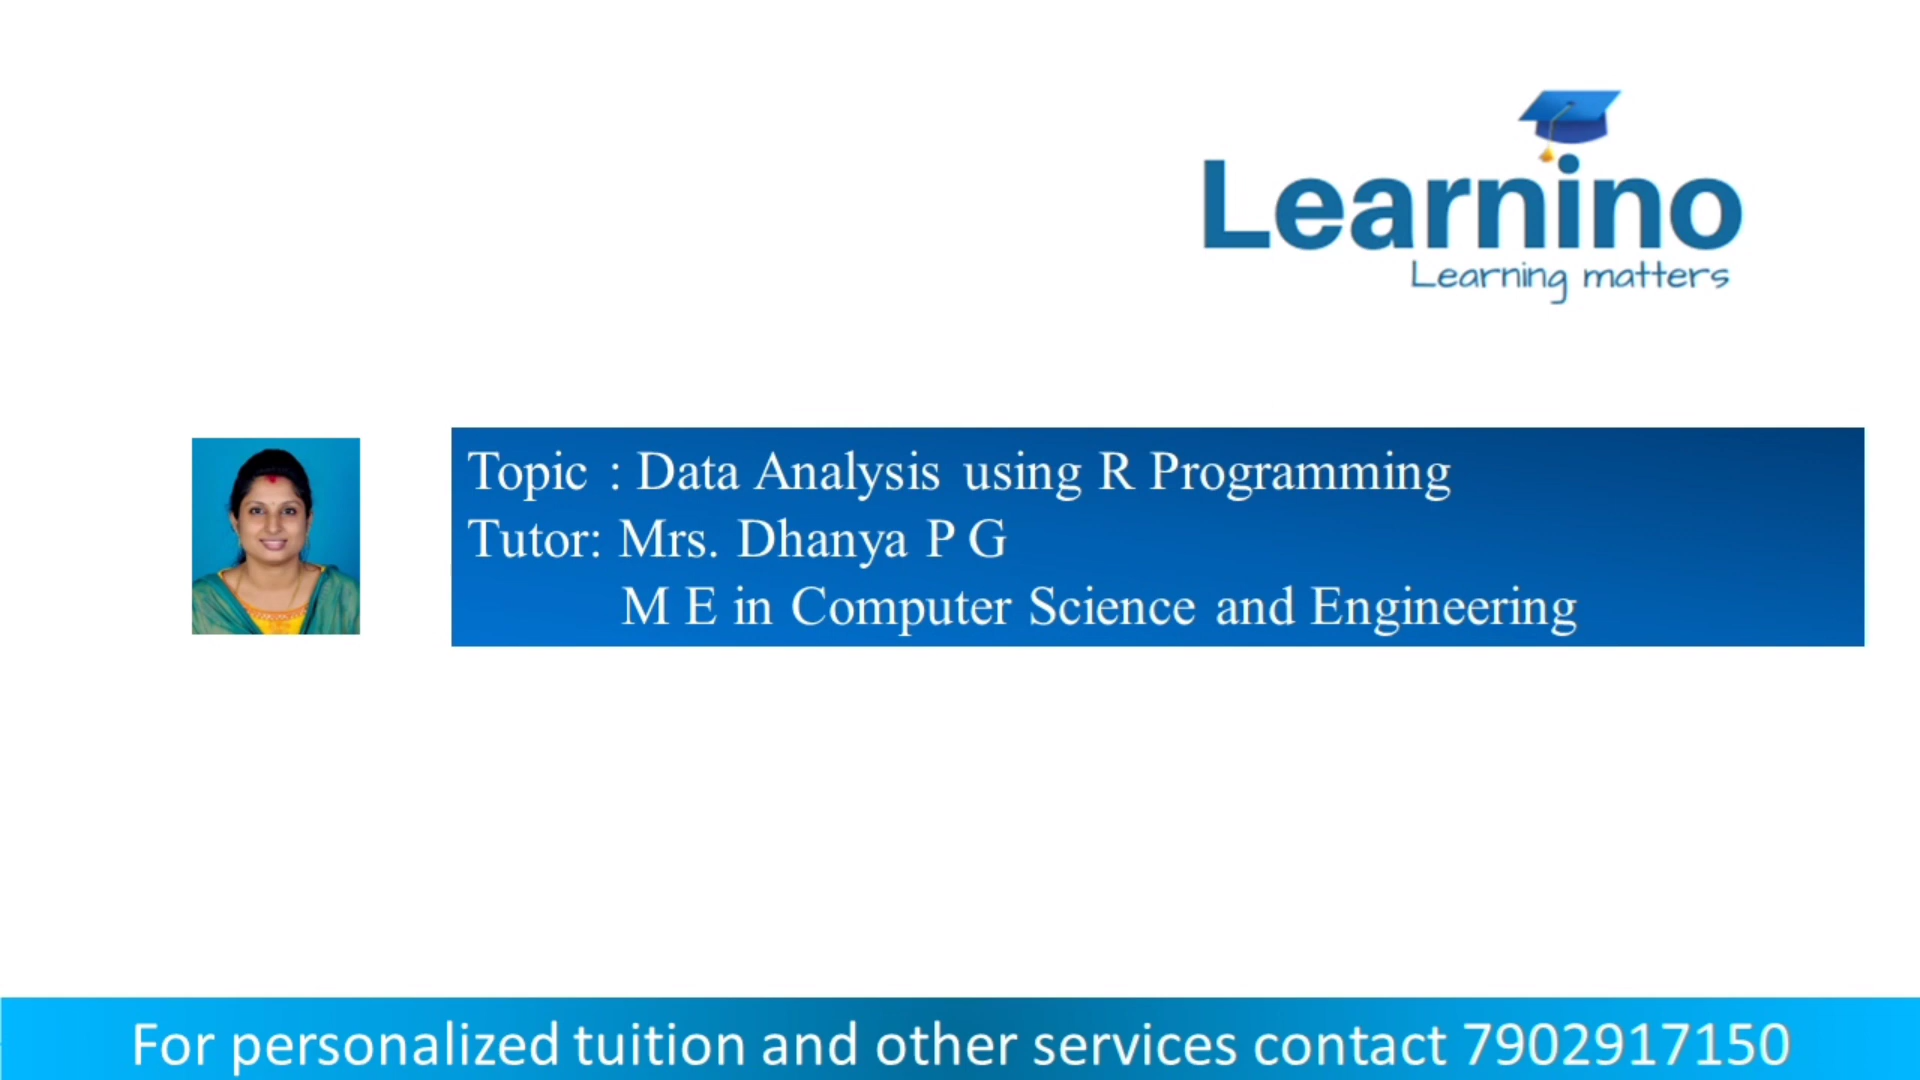 Learnino
Learning matters
Topic : Data Analysis using R Programming
Tutor: Mrs. Dhanya P G
M E in Computer Science and Engineering
For personalized tuition and other services contact 7902917150